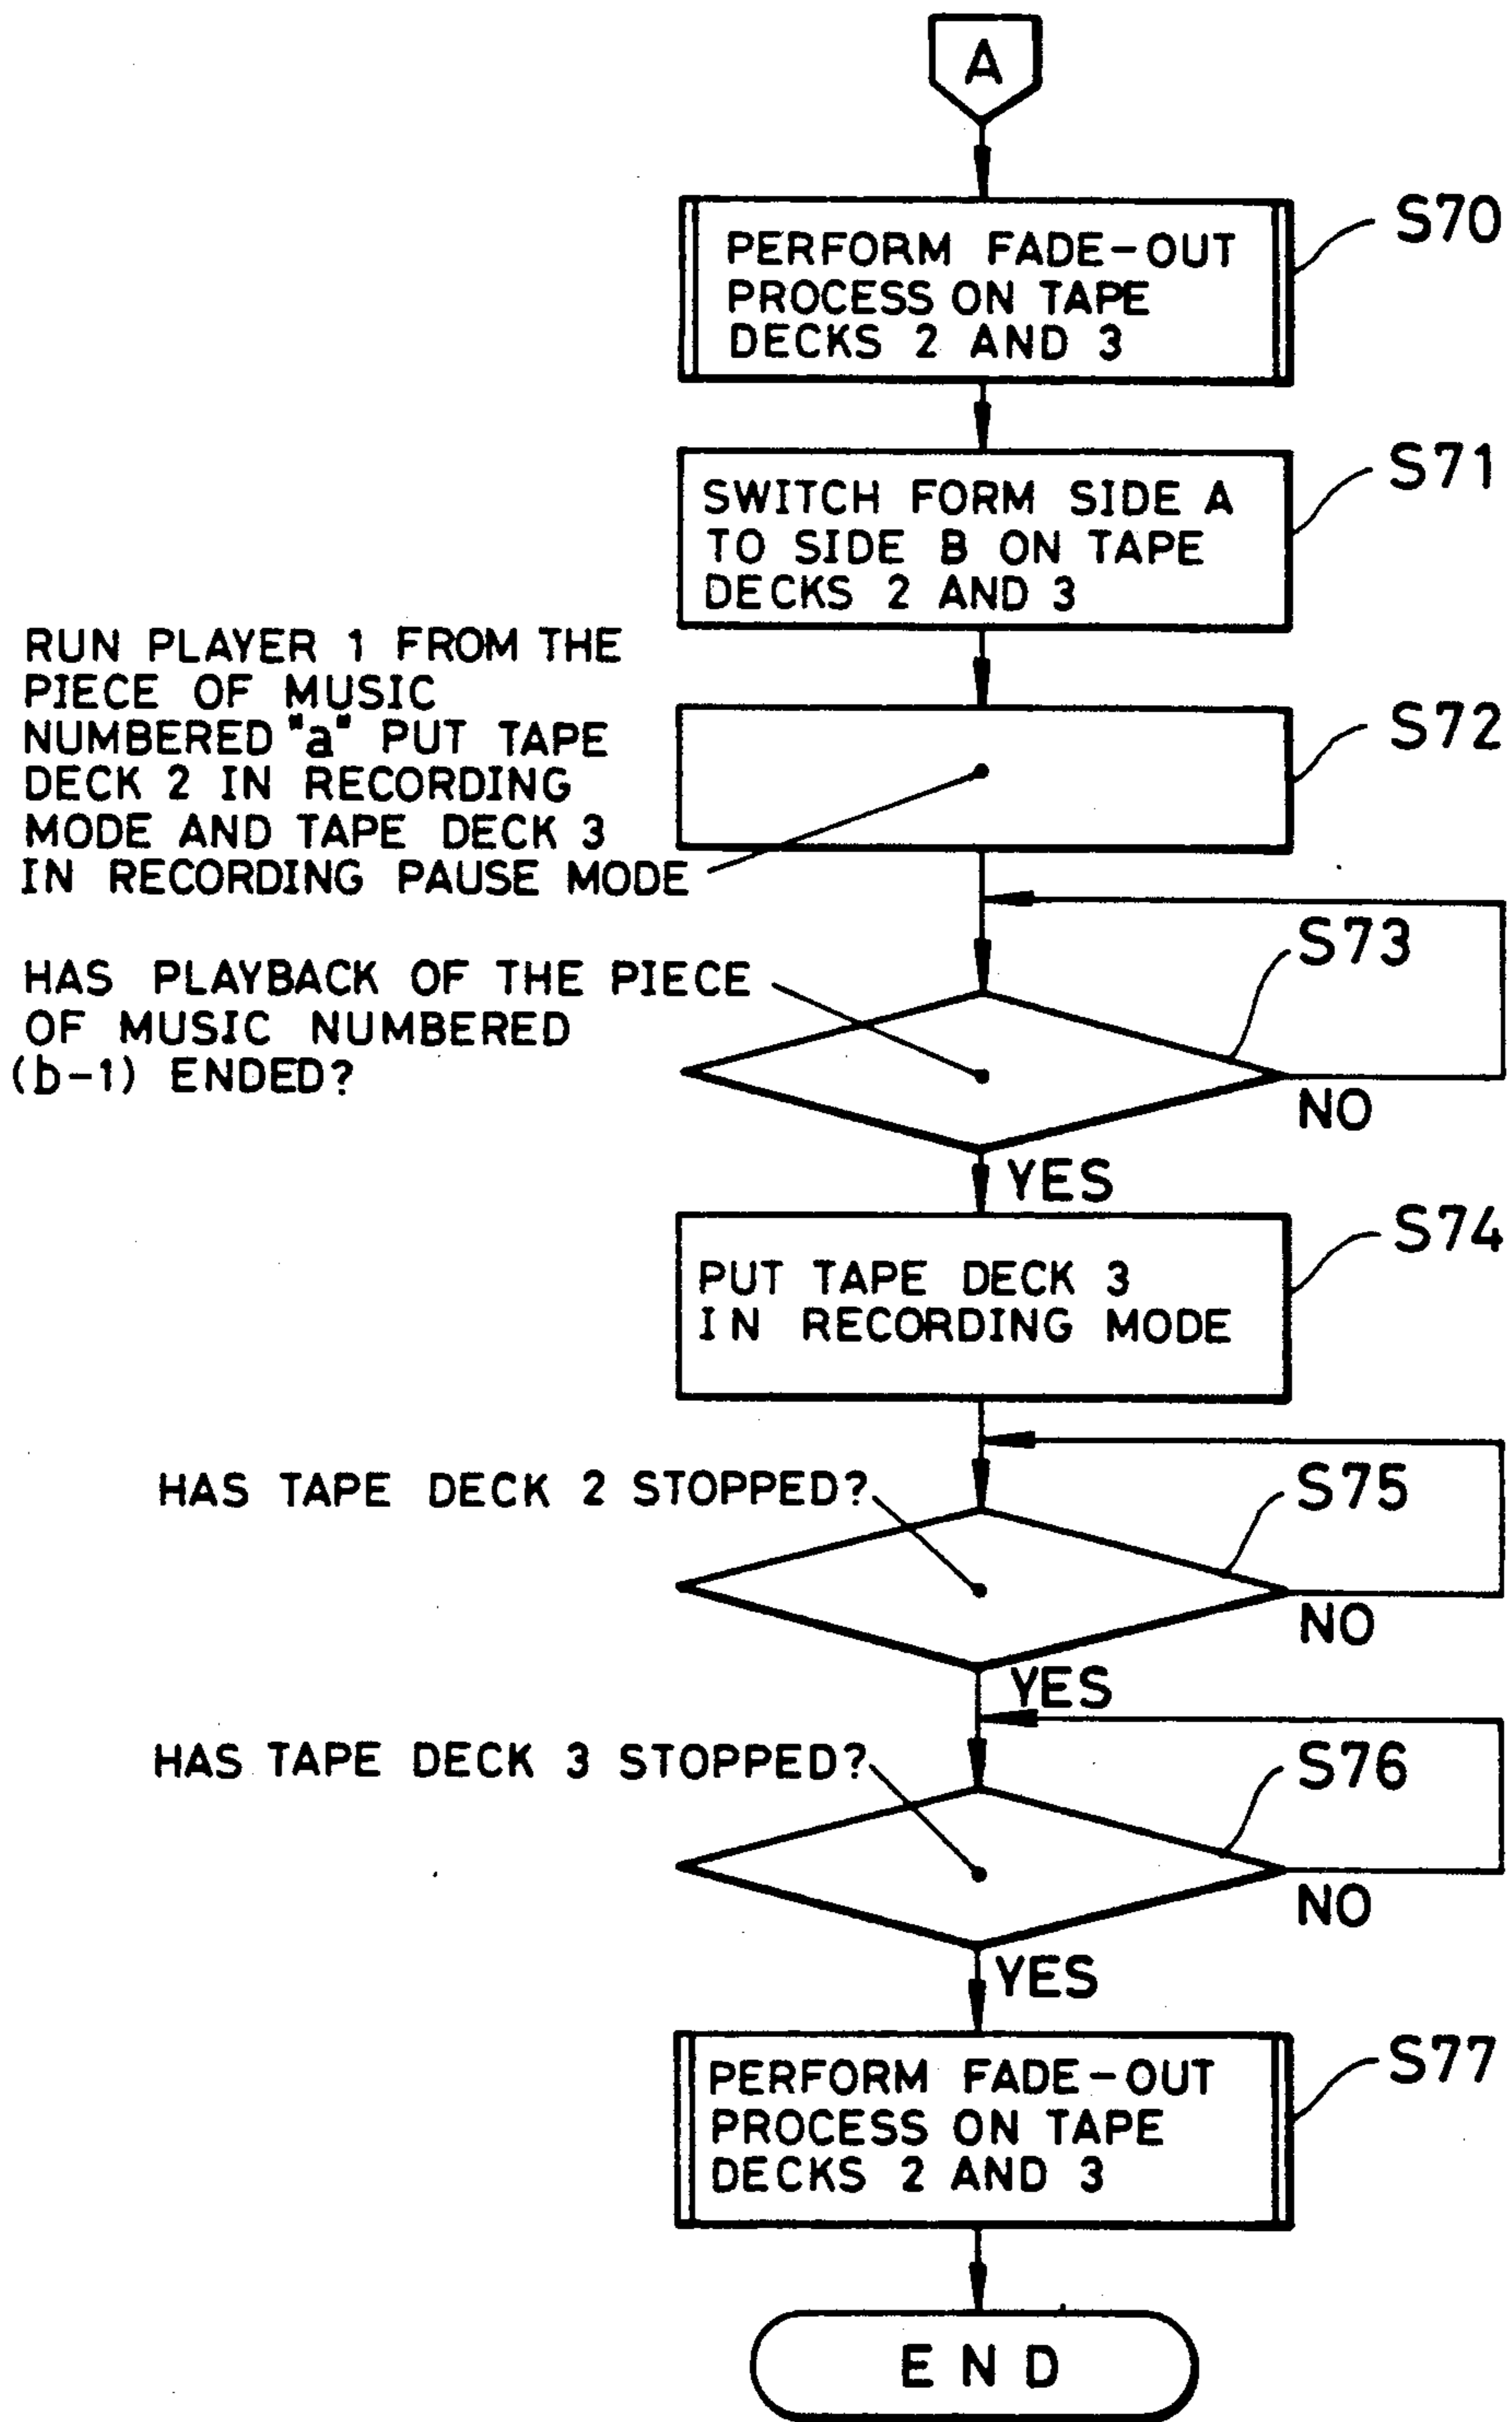 A
PERFORM FADE-OUT
PROCESS ON TAPE
DECKS 2 AND 3
S70
SWITCH FORM SIDE A
TO SIDE B ON TAPE
DECKS 2 AND 3
S71
RUN PLAYER 1 FROM THE
PIECE OF MUSIC
NUMBERED "a" PUT TAPE
DECK 2 IN RECORDING
MODE AND TAPE DECK 3
IN RECORDING PAUSE MODE
S72
HAS PLAYBACK OF THE PIECE
OF MUSIC NUMBERED
(b-1) ENDED?
S73
NO
YES
PUT TAPE DECK 3
IN RECORDING MODE
S74
HAS TAPE DECK 2 STOPPED?
S75
NO
YES
HAS TAPE DECK 3 STOPPED?
S76
NO
YES
PERFORM FADE-OUT
PROCESS ON TAPE
DECKS 2 AND 3
S77
END